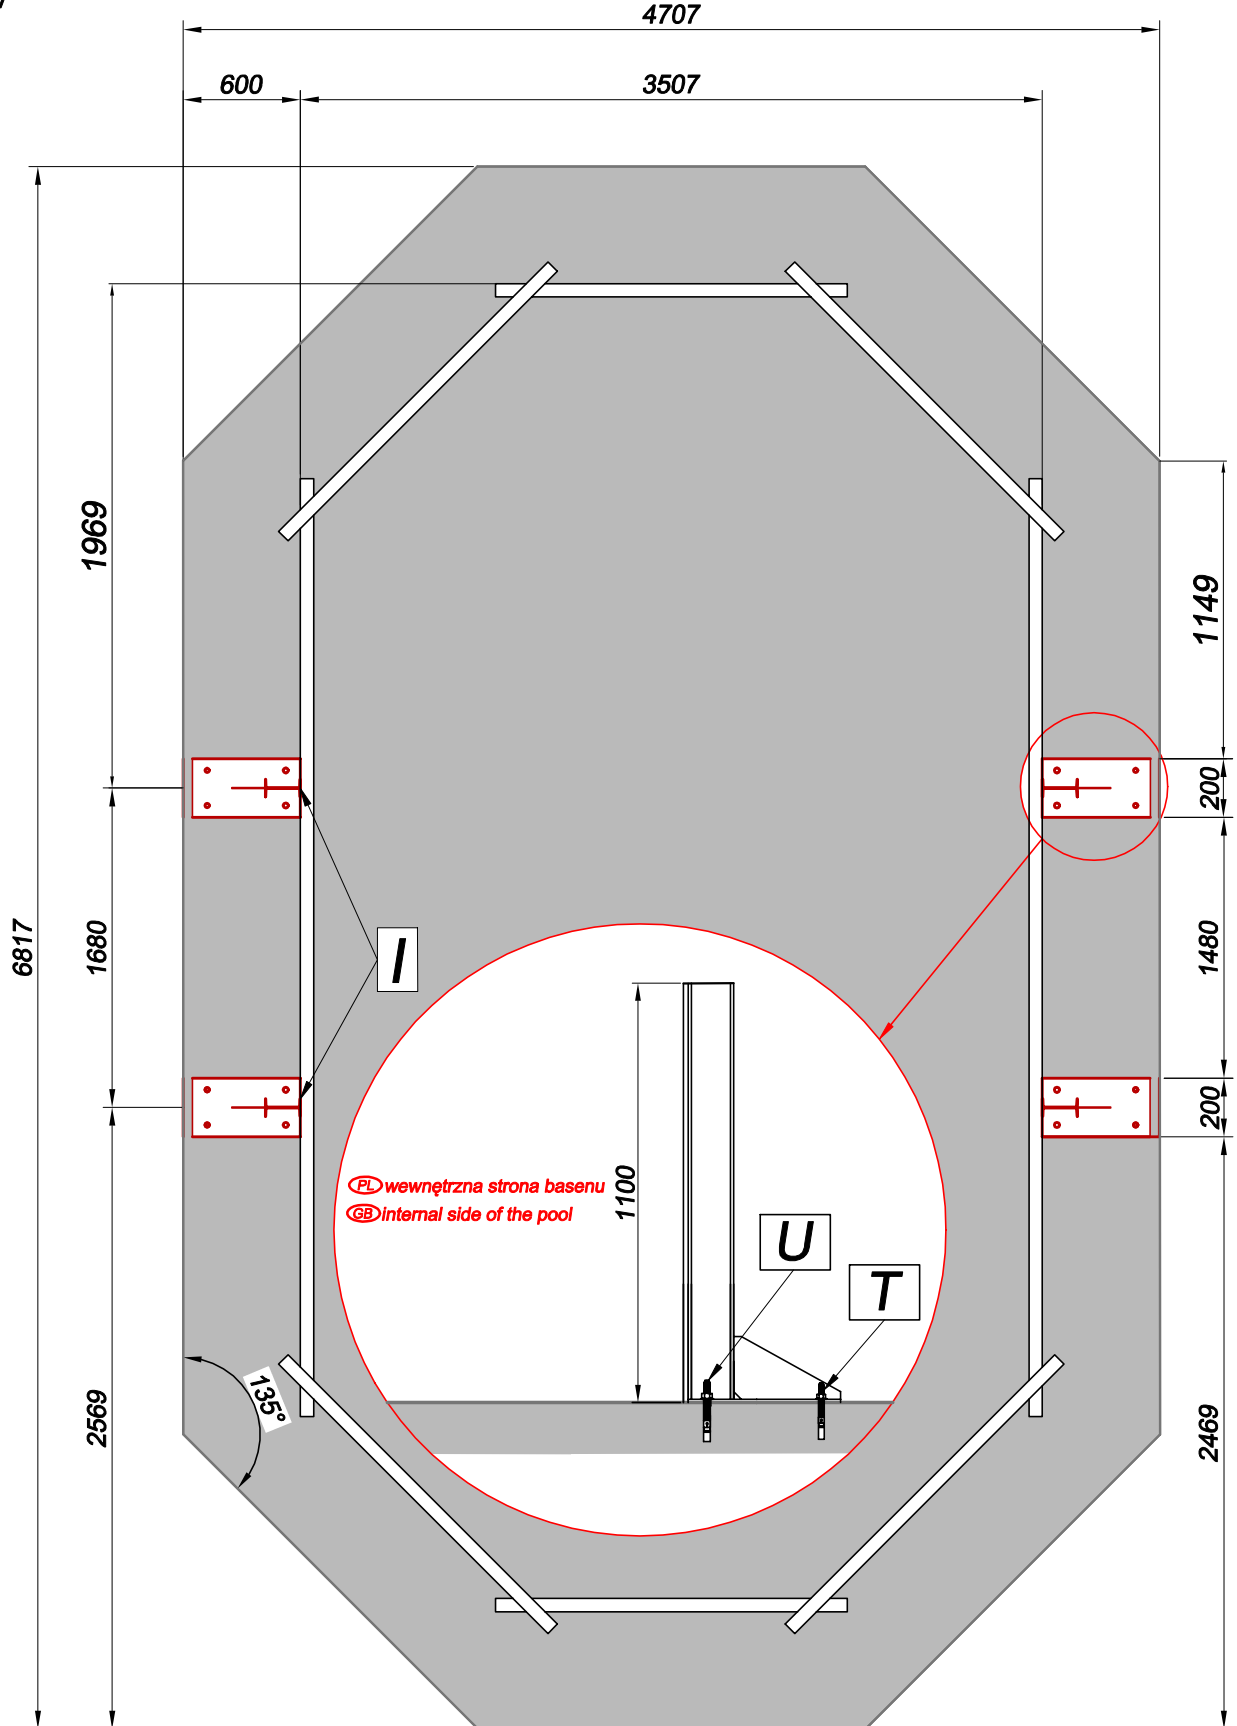 4707
600
3507
1969
1149
200
6817
1680
I
1480
200
PL wewnętrzna strona basenu
GB internal side of the pool
1100
U
T
135°
2569
2469